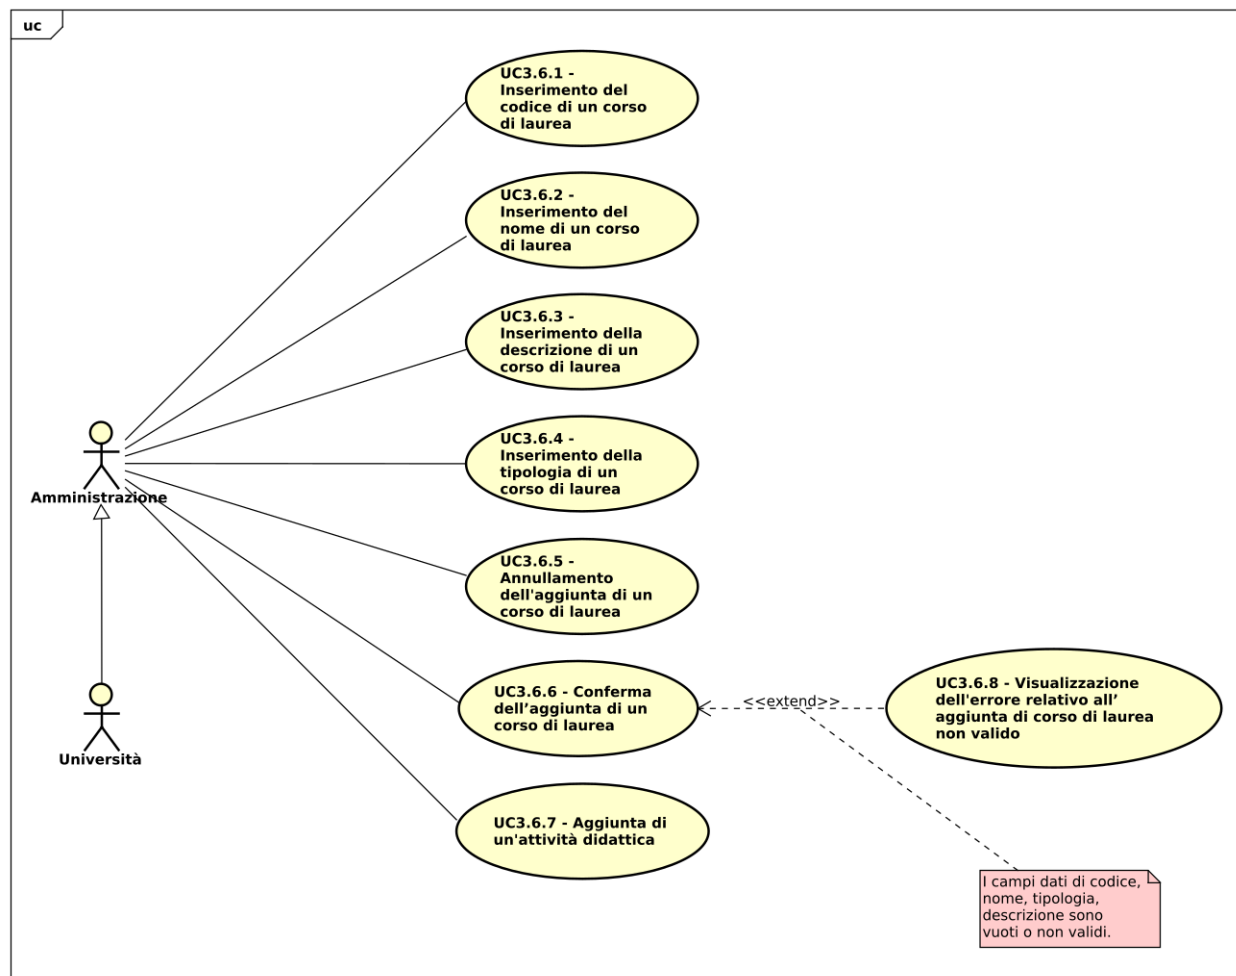 uc
UC3.6.1 -
Inserimento del
codice di un corso
di laurea
UC3.6.2 -
Inserimento del
nome di un corso
di laurea
UC3.6.3 -
Inserimento della
descrizione di un
corso di laurea
UC3.6.4 -
Inserimento della
tipologia di un
corso di laurea
Amministrazione
UC3.6.5 -
Annullamento
dell'aggiunta di un
corso di laurea
UC3.6.6 - Conferma
dell’aggiunta di un
corso di laurea
<<extend>>
UC3.6.8 - Visualizzazione
dell'errore relativo all’
aggiunta di corso di laurea
non valido
Università
UC3.6.7 - Aggiunta di
un'attività didattica
I campi dati di codice,
nome, tipologia,
descrizione sono
vuoti o non validi.